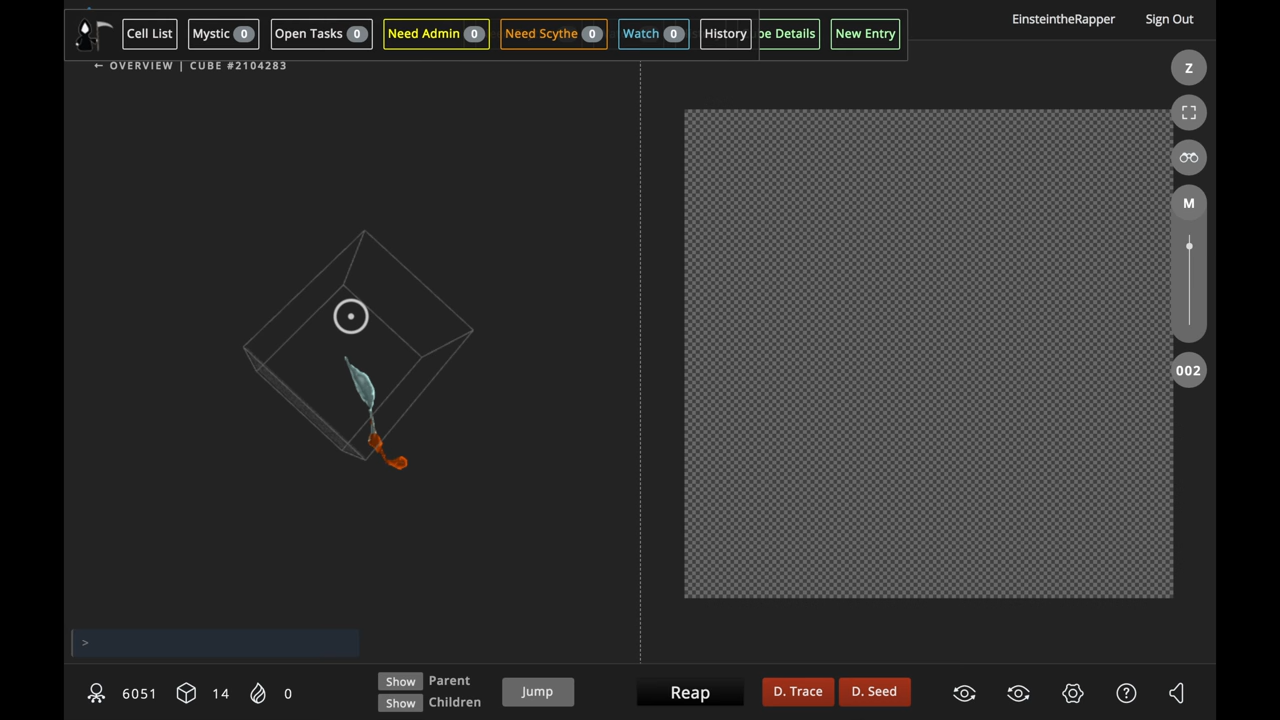 EinsteintheRapper Sign Out
Cell List Mystic 0 Open Tasks 0 Need Admin 0 Need Scythe 0 Watch 0 History be Details New Entry
← OVERVIEW | CUBE #2104283
Z
M
002
>
6051 14 0
Show Parent
Show Children
Jump
Reap
D. Trace
D. Seed
?